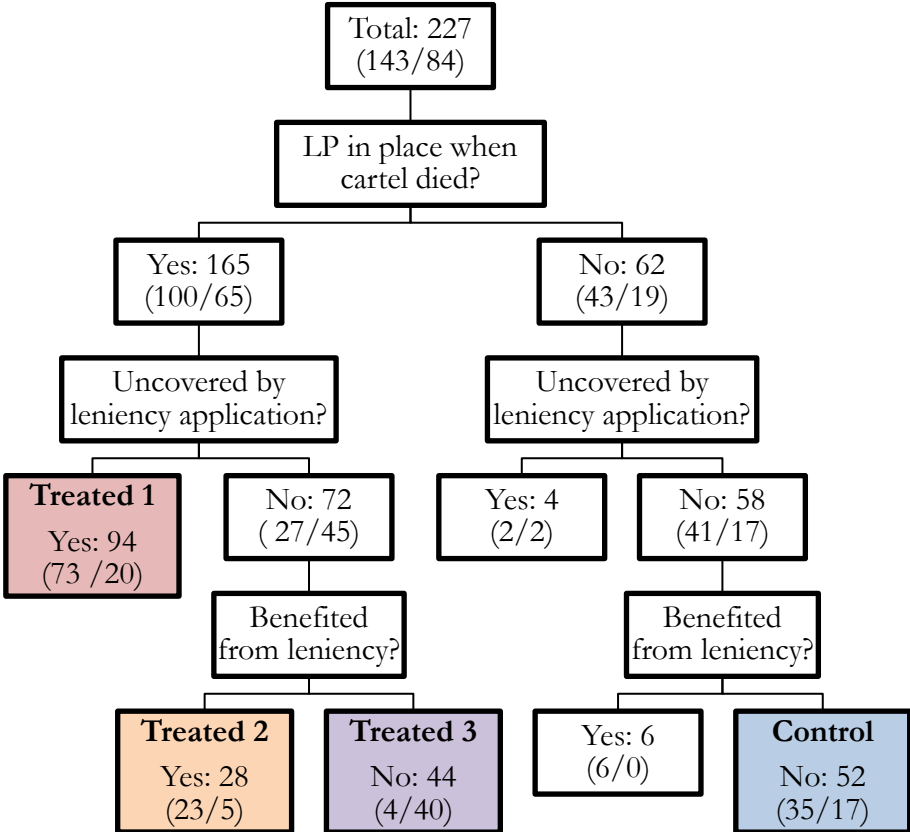 Total: 227
(143/84)
LP in place when
cartel died?
Yes: 165
(100/65)
No: 62
(43/19)
Uncovered by
leniency application?
Uncovered by
leniency application?
Treated 1
Yes: 94
(73 /20)
No: 72
( 27/45)
Yes: 4
(2/2)
No: 58
(41/17)
Benefited
from leniency?
Benefited
from leniency?
Treated 2
Yes: 28
(23/5)
Treated 3
No: 44
(4/40)
Yes: 6
(6/0)
Control
No: 52
(35/17)